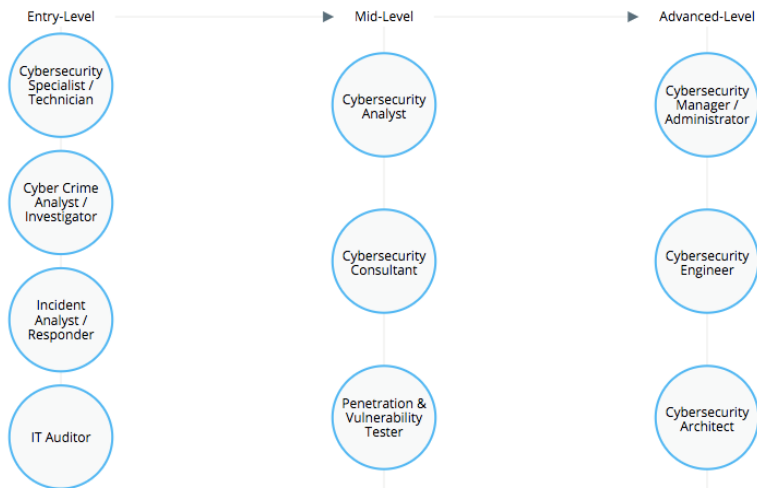 Entry-Level
Mid-Level
Advanced-Level
Cybersecurity
Specialist /
Technician
Cyber Crime
Analyst /
Investigator
Incident
Analyst /
Responder
IT Auditor
Cybersecurity
Analyst
Cybersecurity
Consultant
Penetration &
Vulnerability
Tester
Cybersecurity
Manager /
Administrator
Cybersecurity
Engineer
Cybersecurity
Architect